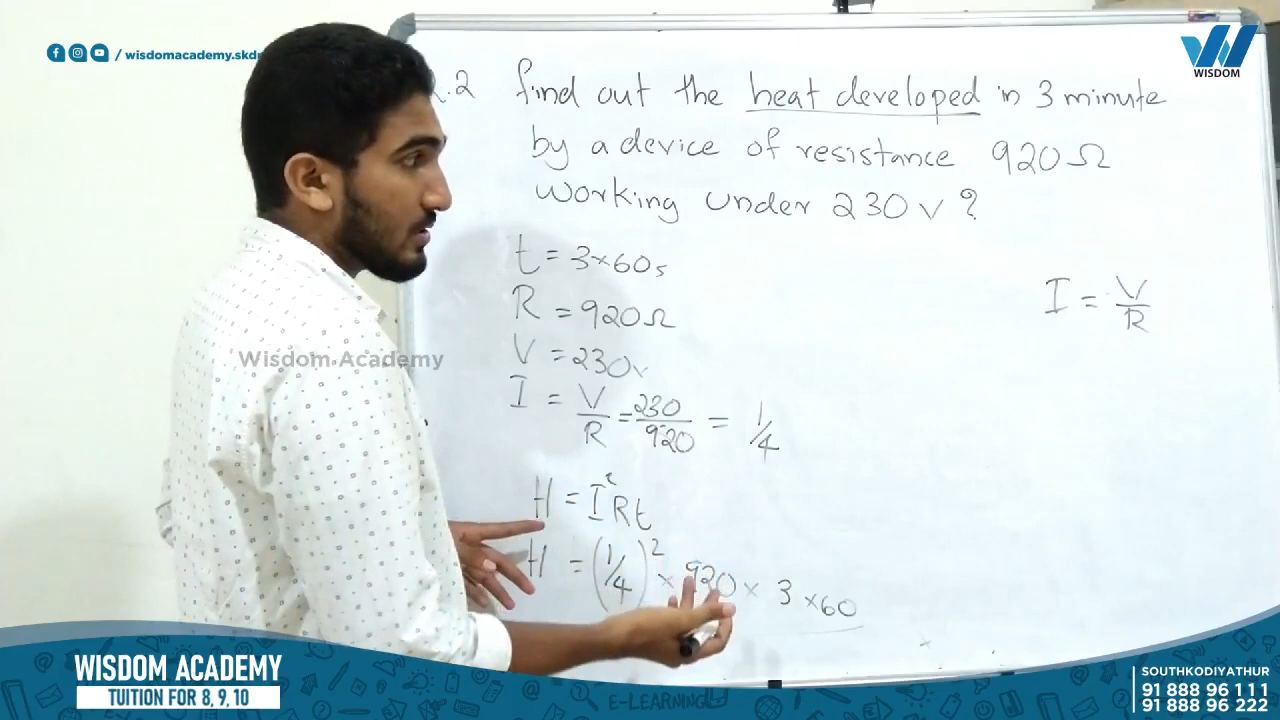 / wisdomacademy.skd
WISDOM
.2 find out the heat developed in 3 minute
by a device of resistance 920 Ω
working under 230 V ?
t = 3×60s
R = 920Ω
V = 230v
I = V/R = 230/920 = 1/4
I = V/R
Wisdom Academy
H = I²Rt
H = (1/4)² × 920 × 3 × 60
WISDOM ACADEMY
TUITION FOR 8, 9, 10
E-LEARNING
SOUTHKODIYATHUR
91 888 96 111
91 888 96 222